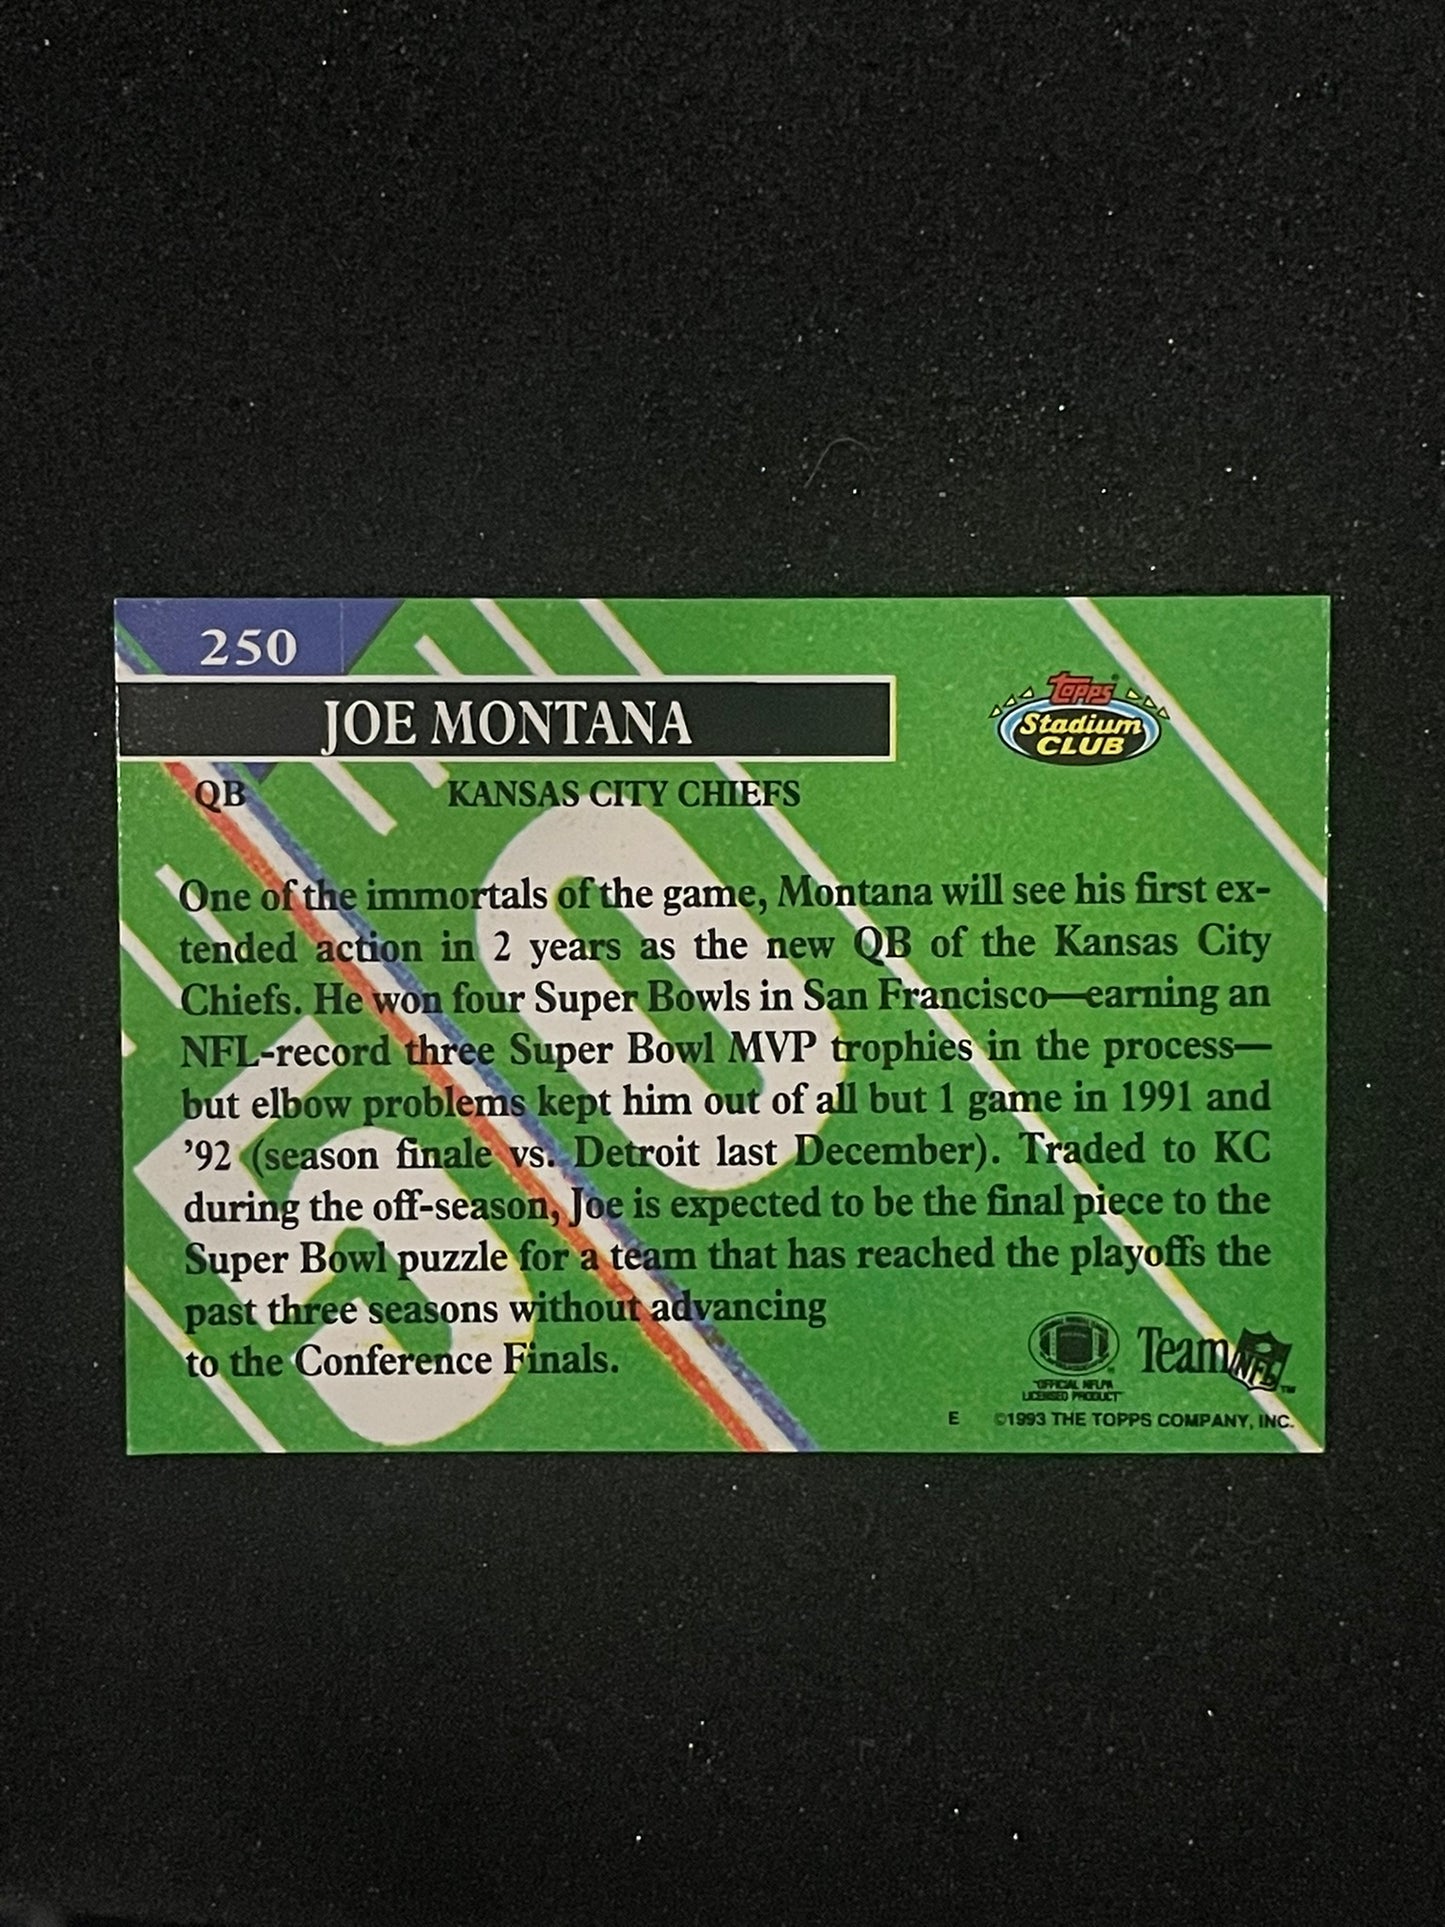 250
JOE MONTANA
Topps
Stadium
CLUB
QB KANSAS CITY CHIEFS
One of the immortals of the game, Montana will see his first ex-
tended action in 2 years as the new QB of the Kansas City
Chiefs. He won four Super Bowls in San Francisco—earning an
NFL-record three Super Bowl MVP trophies in the process—
but elbow problems kept him out of all but 1 game in 1991 and
’92 (season finale vs. Detroit last December). Traded to KC
during the off-season, Joe is expected to be the final piece to the
Super Bowl puzzle for a team that has reached the playoffs the
past three seasons without advancing
to the Conference Finals.
50
OFFICIAL NFLPA
LICENSED PRODUCT
Team NFL™
E ©1993 THE TOPPS COMPANY, INC.